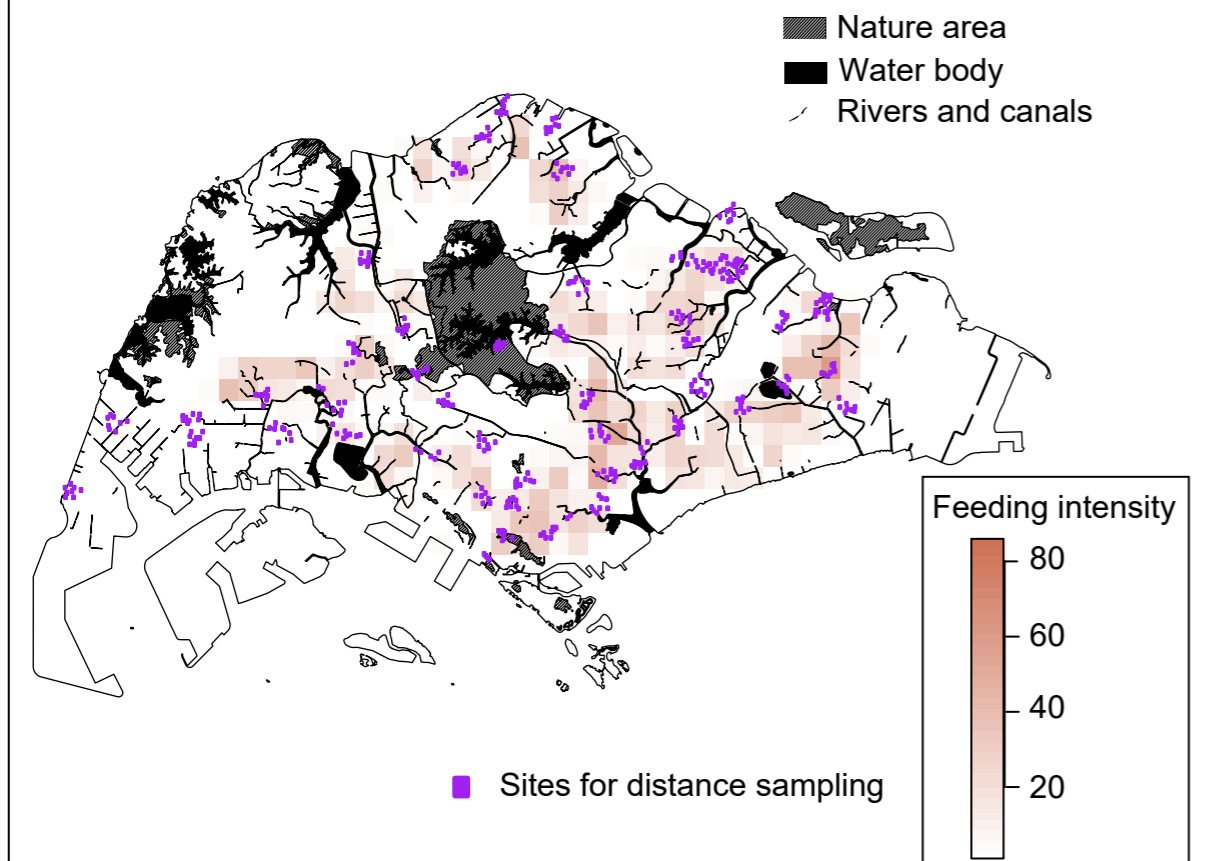 Nature area
Water body
Rivers and canals
Feeding intensity
80
60
40
20
Sites for distance sampling